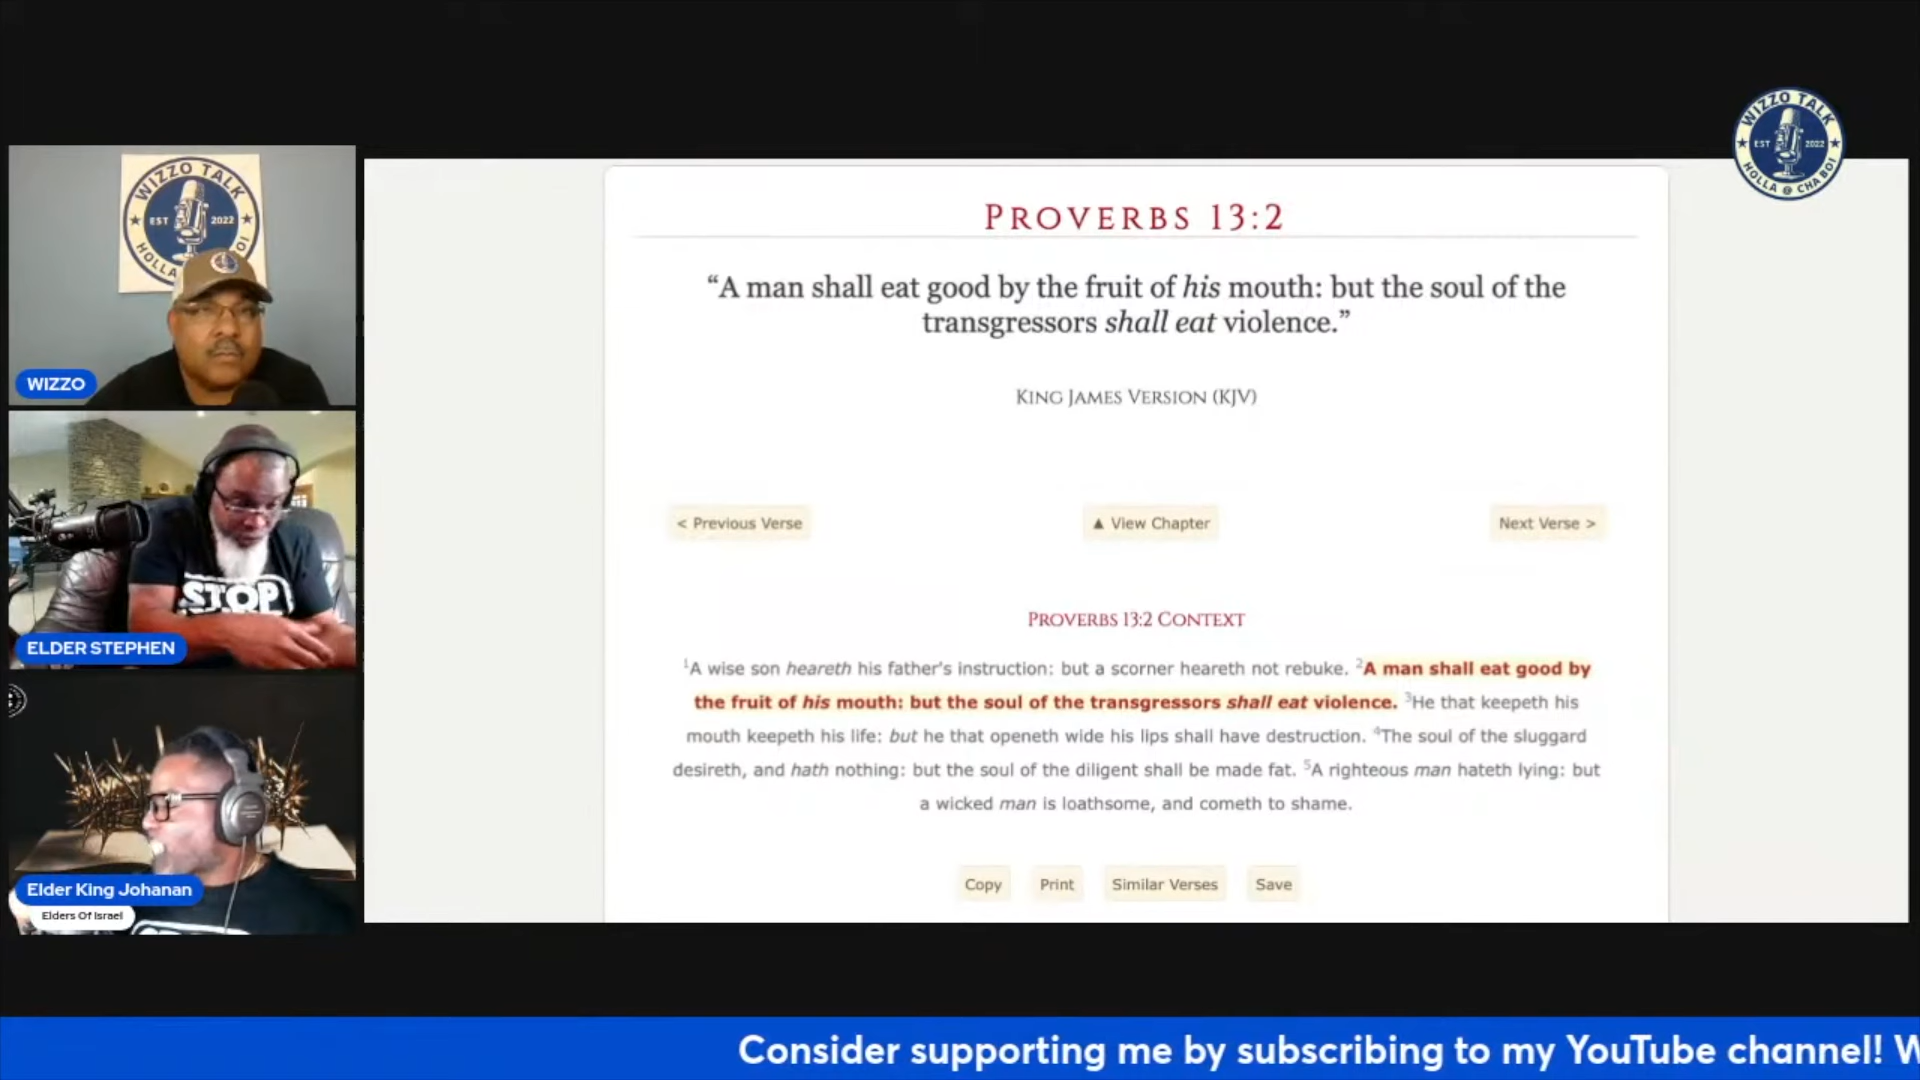 WIZZO TALK
EST 2022
HOLLA @ CHA BOI
WIZZO TALK
EST 2022
HOLLA
WIZZO
STOP
ELDER STEPHEN
Elder King Johanan
Elders Of Israel
PROVERBS 13:2
“A man shall eat good by the fruit of his mouth: but the soul of the
transgressors shall eat violence.”
KING JAMES VERSION (KJV)
< Previous Verse
▲ View Chapter
Next Verse >
PROVERBS 13:2 CONTEXT
1A wise son heareth his father's instruction: but a scorner heareth not rebuke. 2A man shall eat good by
the fruit of his mouth: but the soul of the transgressors shall eat violence. 3He that keepeth his
mouth keepeth his life: but he that openeth wide his lips shall have destruction. 4The soul of the sluggard
desireth, and hath nothing: but the soul of the diligent shall be made fat. 5A righteous man hateth lying: but
a wicked man is loathsome, and cometh to shame.
Copy
Print
Similar Verses
Save
Consider supporting me by subscribing to my YouTube channel! W